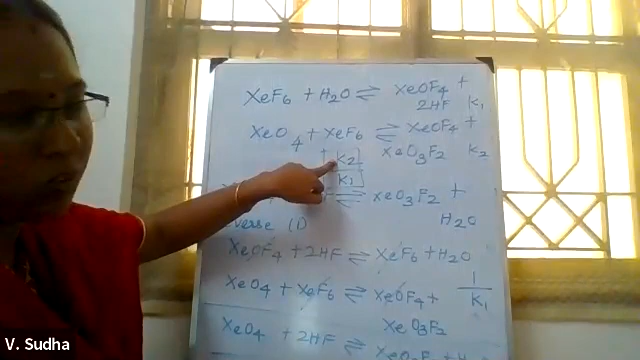 XeF6 + H2O ⇌ XeOF4 +
2HF K1
XeO4 + XeF6 ⇌ XeOF4 +
XeO3F2 K2
K2
K1
⇌ XeO3F2 +
H2O
(1)
XeOF4 + 2HF ⇌ XeF6 + H2O
XeO4 + XeF6 ⇌ XeOF4 +
1
K1
XeO3F2
XeO4 + 2HF ⇌
V. Sudha